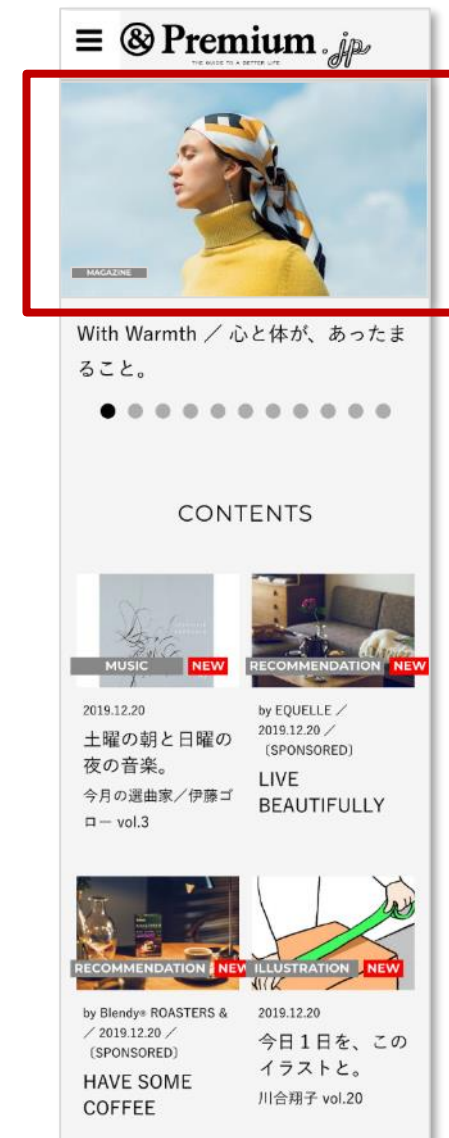 & Premium.jp
THE GUIDE TO A BETTER LIFE
MAGAZINE
With Warmth ／ 心と体が、あったま
ること。
CONTENTS
MUSIC NEW
2019.12.20
土曜の朝と日曜の
夜の音楽。
今月の選曲家／伊藤ゴ
ロー vol.3
RECOMMENDATION NEW
by EQUELLE ／
2019.12.20 ／
（SPONSORED）
LIVE
BEAUTIFULLY
RECOMMENDATION NEW
by Blendy® ROASTERS &
／ 2019.12.20 ／
（SPONSORED）
HAVE SOME
COFFEE
ILLUSTRATION NEW
2019.12.20
今日１日を、この
イラストと。
川合翔子 vol.20